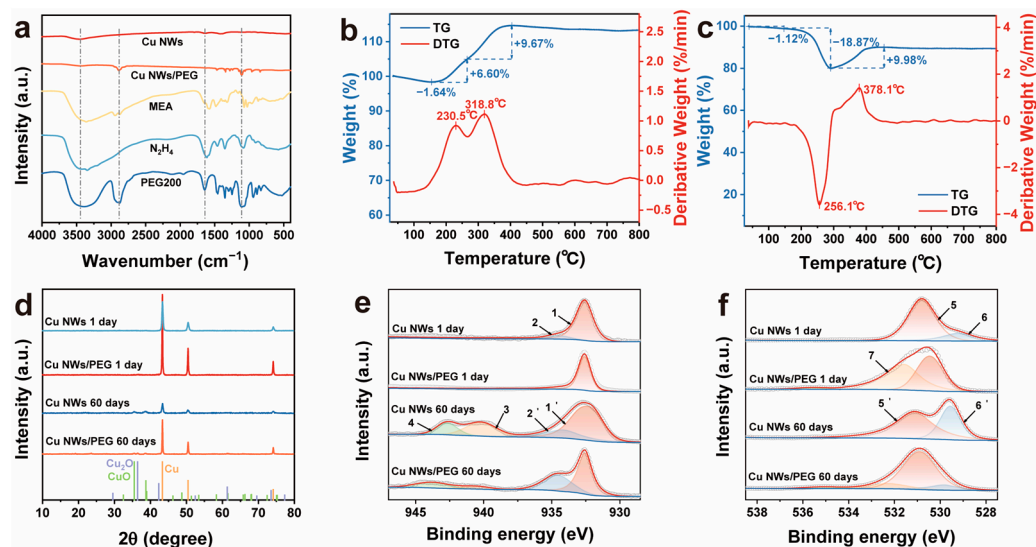 a
Cu NWs
Cu NWs/PEG
MEA
N₂H₄
PEG200
Intensity (a.u.)
4000 3500 3000 2500 2000 1500 1000 500
Wavenumber (cm⁻¹)
b
TG
DTG
+9.67%
+6.60%
−1.64%
230.5℃
318.8℃
110
100
90
80
70
60
Weight (%)
2.5
2.0
1.5
1.0
0.5
0.0
−0.5
Deribative Weight (%/min)
100 200 300 400 500 600 700 800
Temperature (℃)
c
−1.12%
−18.87%
+9.98%
378.1℃
256.1℃
TG
DTG
100
80
60
40
20
Weight (%)
4
3
2
1
0
−1
−2
−3
−4
Deribative Weight (%/min)
100 200 300 400 500 600 700 800
Temperature (℃)
d
Cu NWs 1 day
Cu NWs/PEG 1 day
Cu NWs 60 days
Cu NWs/PEG 60 days
Cu₂O
CuO
Cu
Intensity (a.u.)
10 20 30 40 50 60 70 80
2θ (degree)
e
Cu NWs 1 day
1
2
Cu NWs/PEG 1 day
Cu NWs 60 days
4
3
2'
1'
Cu NWs/PEG 60 days
Intensity (a.u.)
945 940 935 930
Binding energy (eV)
f
Cu NWs 1 day
5
6
Cu NWs/PEG 1 day
7
Cu NWs 60 days
5'
6'
Cu NWs/PEG 60 days
Intensity (a.u.)
538 536 534 532 530 528
Binding energy (eV)